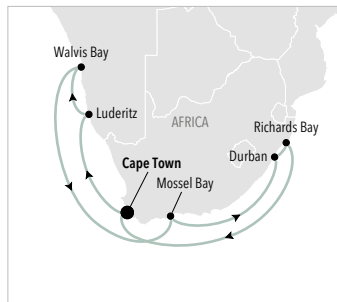 Walvis Bay
Luderitz
AFRICA
Richards Bay
Durban
Cape Town
Mossel Bay